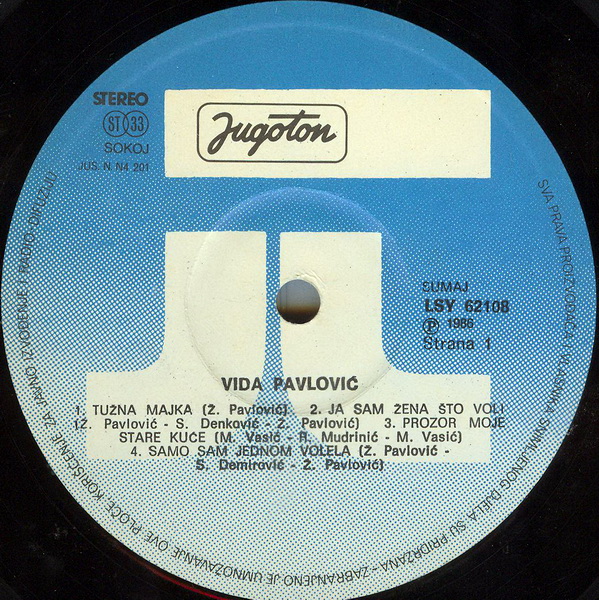 STEREO
Jugoton
ST 33
SOKOJ
JUS. N. N4 201
SUMAJ
LSY 62108
Ⓟ 1986
Strana 1
VIDA PAVLOVIĆ
1. TUŽNA MAJKA (Ž. Pavlović) 2. JA SAM ŽENA ŠTO VOLI
(Ž. Pavlović - S. Denković - Ž. Pavlović) 3. PROZOR MOJE
STARE KUĆE (M. Vasić - R. Mudrinić - M. Vasić)
4. SAMO SAM JEDNOM VOLELA (Ž. Pavlović -
S. Demirović - Ž. Pavlović)
SVA PRAVA PROIZVOĐAČA I VLASNIKA SNIMLJENOG DJELA SU PRIDRŽANA - ZABRANJENO JE UMNOŽAVANJE OVE PLOČE, KORIŠĆENJE ZA JAVNO IZVOĐENJE I RADIO-DIFUZIJU